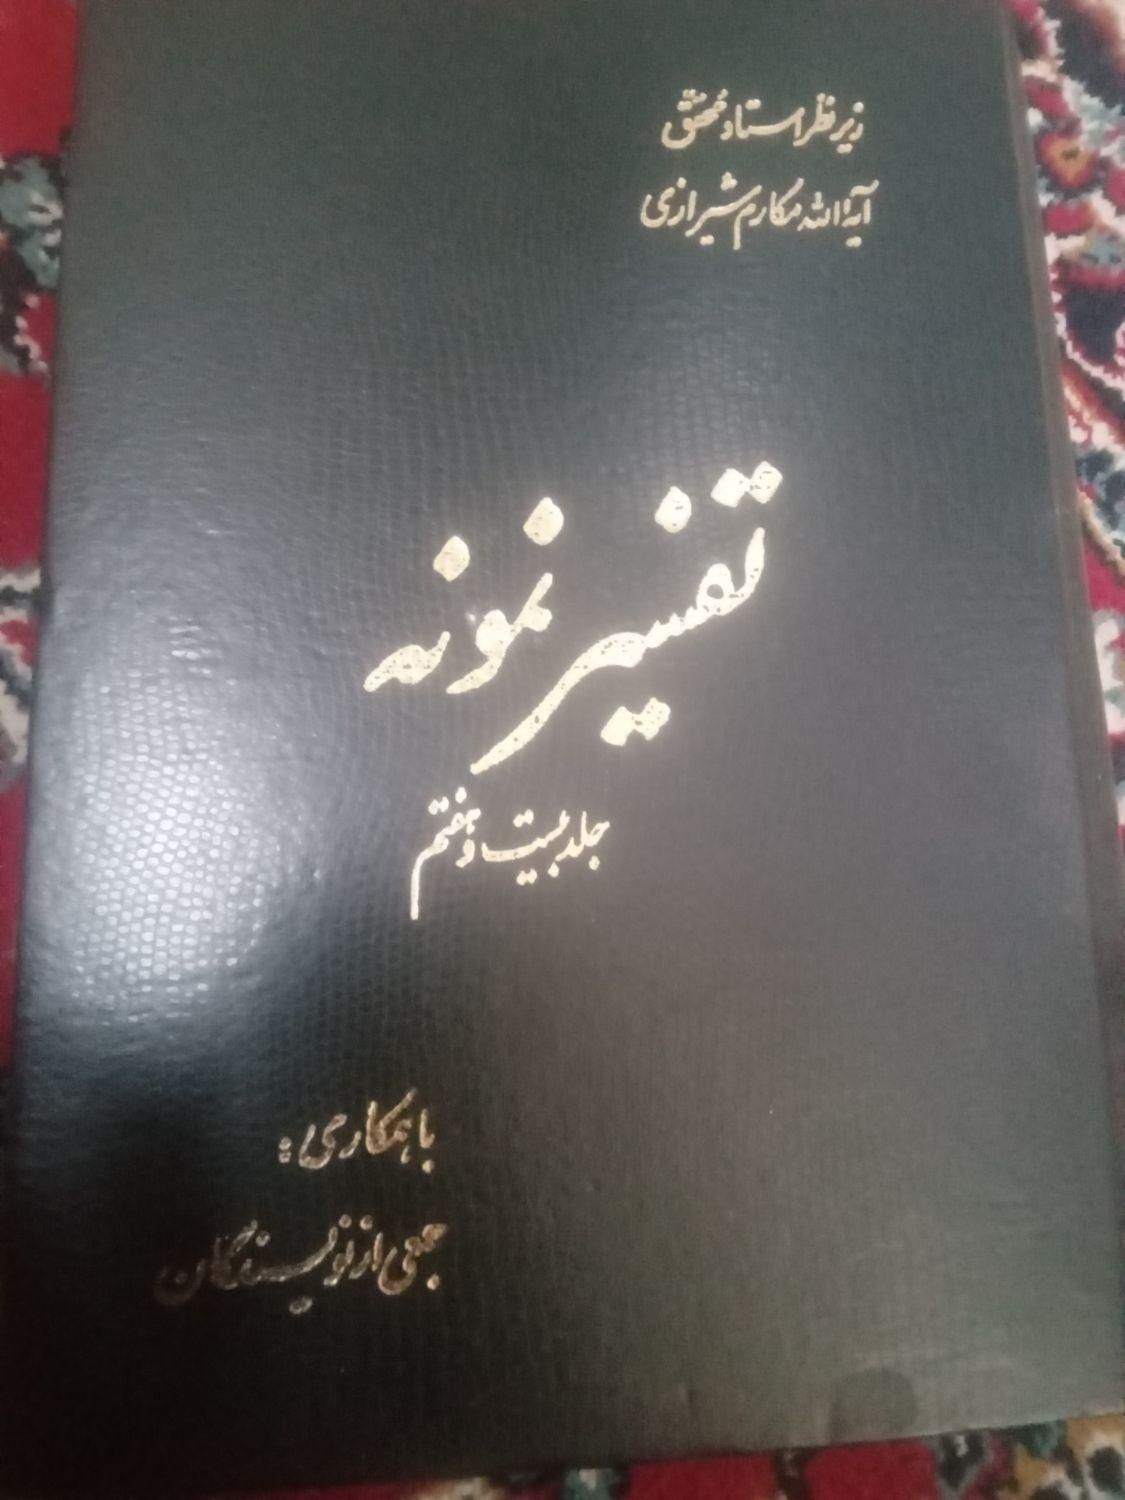 زیر نظر استاد محقق
آیة الله مکارم شیرازی
تفسیر نمونه
جلد بیست و هفتم
با همکاری:
جمعی از نویسندگان